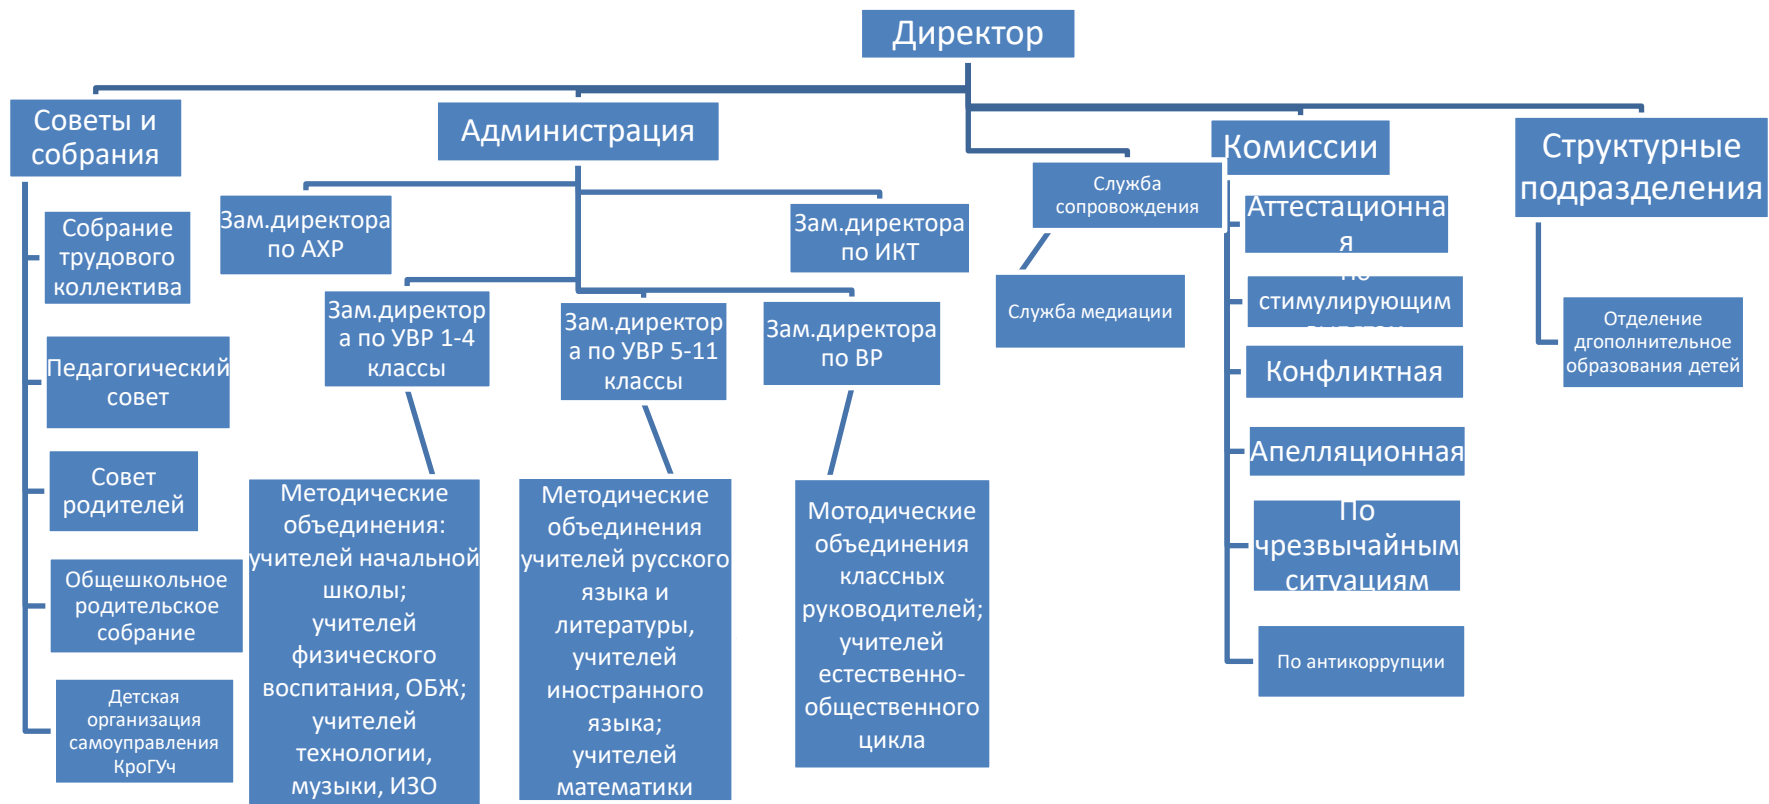 Директор
Советы и
собрания
Собрание
трудового
коллектива
Педагогический
совет
Совет
родителей
Общешкольное
родительское
собрание
Детская
организация
самоуправления
КроГУч
Администрация
Зам.директора
по АХР
Зам.директора
по ИКТ
Зам.директор
а по УВР 1-4
классы
Зам.директор
а по УВР 5-11
классы
Зам.директора
по ВР
Методические
объединения:
учителей начальной
школы;
учителей
физического
воспитания, ОБЖ;
учителей
технологии,
музыки, ИЗО
Методические
объединения
учителей русского
языка и
литературы,
учителей
иностранного
языка;
учителей
математики
Мотодические
объединения
классных
руководителей;
учителей
естественно-
общественного
цикла
Служба
сопровождения
Служба медиации
Комиссии
Аттестационна
я
по
стимулирующим
Конфликтная
Апелляционная
По
чрезвычайным
ситуациям
По антикоррупции
Структурные
подразделения
Отделение
дгополнительное
образования детей